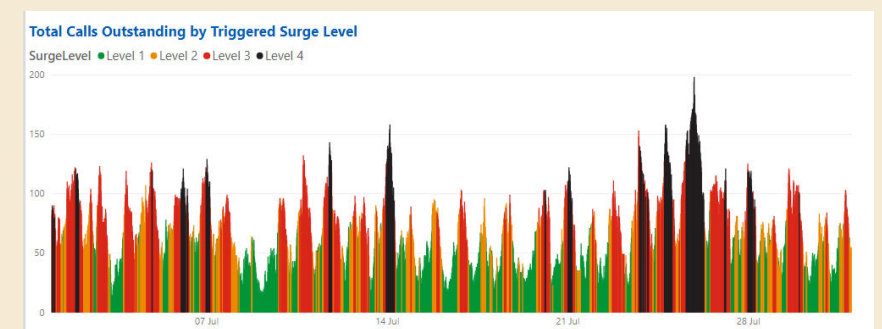 Total Calls Outstanding by Triggered Surge Level
SurgeLevel Level 1 Level 2 Level 3 Level 4
200
150
100
50
0
07 Jul 14 Jul 21 Jul 28 Jul